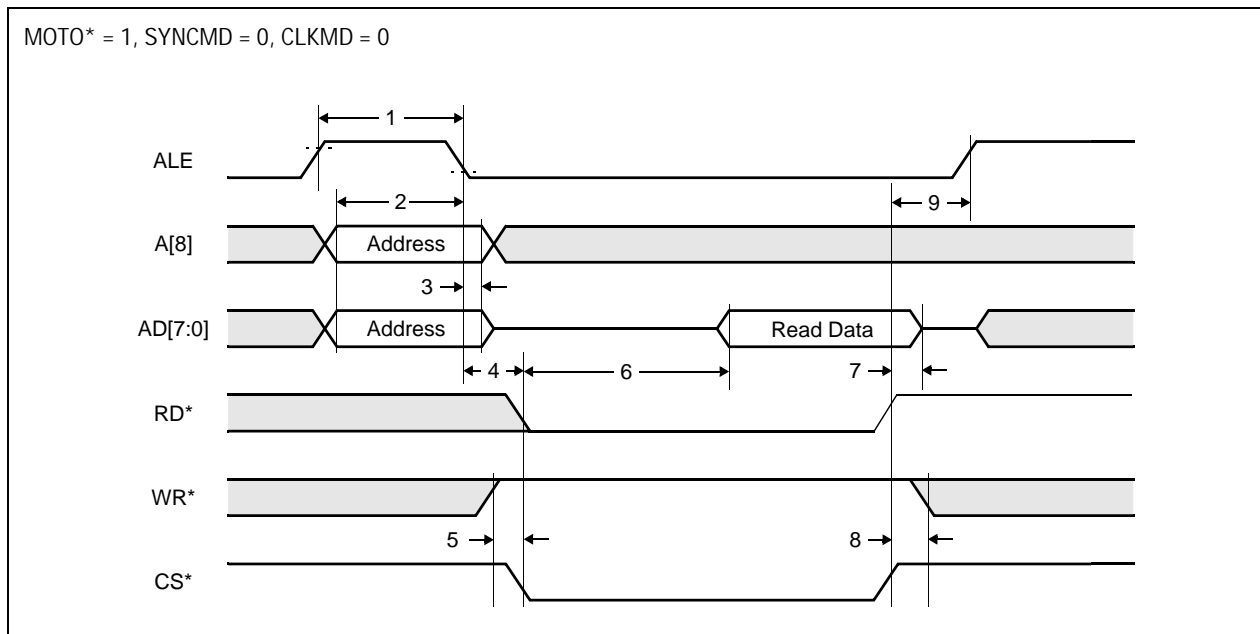 MOTO* = 1, SYNCMD = 0, CLKMD = 0
1
ALE
2
9
A[8]
Address
3
AD[7:0]
Address
Read Data
4
6
7
RD*
WR*
5
8
CS*